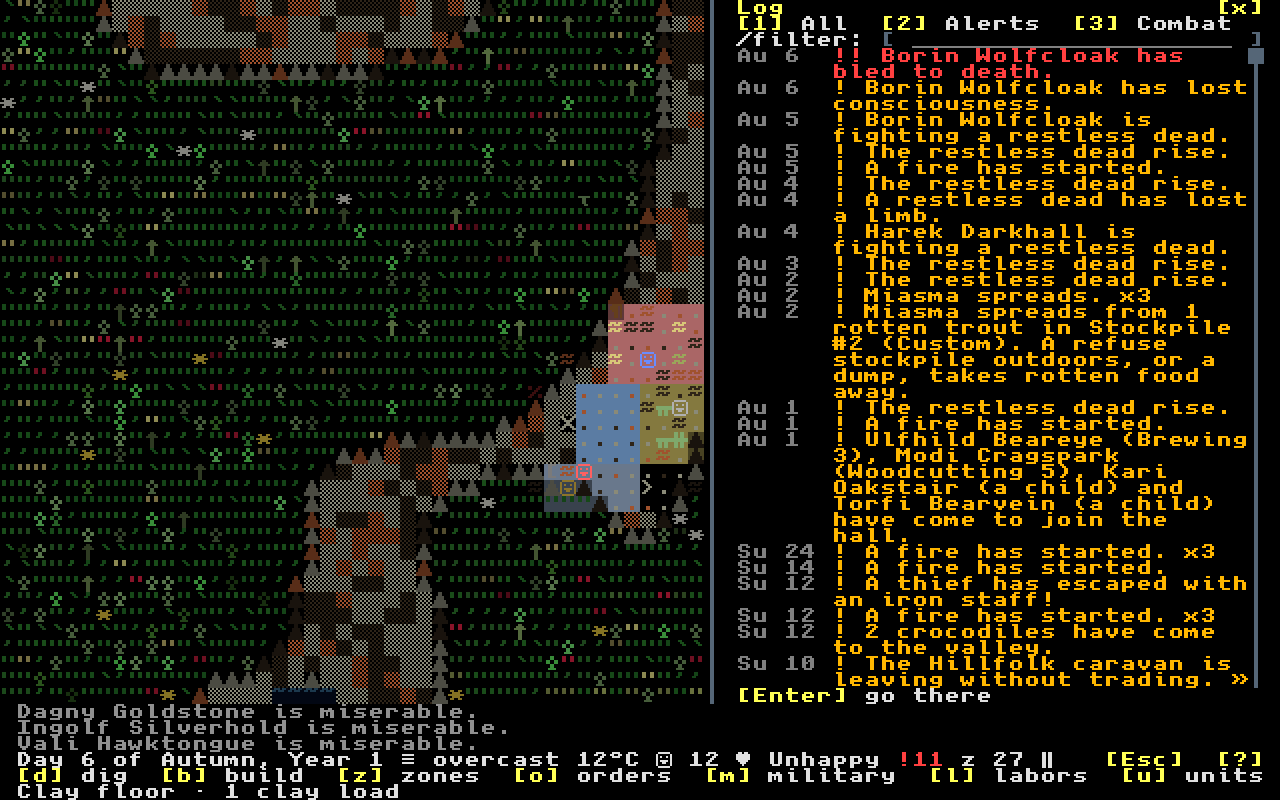 Log [x]
[1] All [2] Alerts [3] Combat
/filter: [ ]
Au 6 !! Borin Wolfcloak has
bled to death.
Au 6 ! Borin Wolfcloak has lost
consciousness.
Au 5 ! Borin Wolfcloak is
fighting a restless dead.
Au 5 ! The restless dead rise.
Au 5 ! A fire has started.
Au 4 ! The restless dead rise.
Au 4 ! A restless dead has lost
a limb.
Au 4 ! Harek Darkhall is
fighting a restless dead.
Au 3 ! The restless dead rise.
Au 2 ! The restless dead rise.
Au 2 ! Miasma spreads. x3
Au 2 ! Miasma spreads from 1
rotten trout in Stockpile
#2 (Custom). A refuse
stockpile outdoors, or a
dump, takes rotten food
away.
Au 1 ! The restless dead rise.
Au 1 ! A fire has started.
Au 1 ! Ulfhild Beareye (Brewing
3), Modi Cragspark
(Woodcutting 5), Kari
Oakstair (a child) and
Torfi Bearvein (a child)
have come to join the
hall.
Su 24 ! A fire has started. x3
Su 14 ! A fire has started.
Su 12 ! A thief has escaped with
an iron staff!
Su 12 ! A fire has started. x3
Su 12 ! 2 crocodiles have come
to the valley.
Su 10 ! The Hillfolk caravan is
leaving without trading. »
[Enter] go there
Dagny Goldstone is miserable.
Ingolf Silverhold is miserable.
Vali Hawktongue is miserable.
Day 6 of Autumn, Year 1 ≡ overcast 12°C ☺ 12 ♥ Unhappy !11 z 27 ‖ [Esc] [?]
[d] dig [b] build [z] zones [o] orders [m] military [l] labors [u] units
Clay floor · 1 clay load